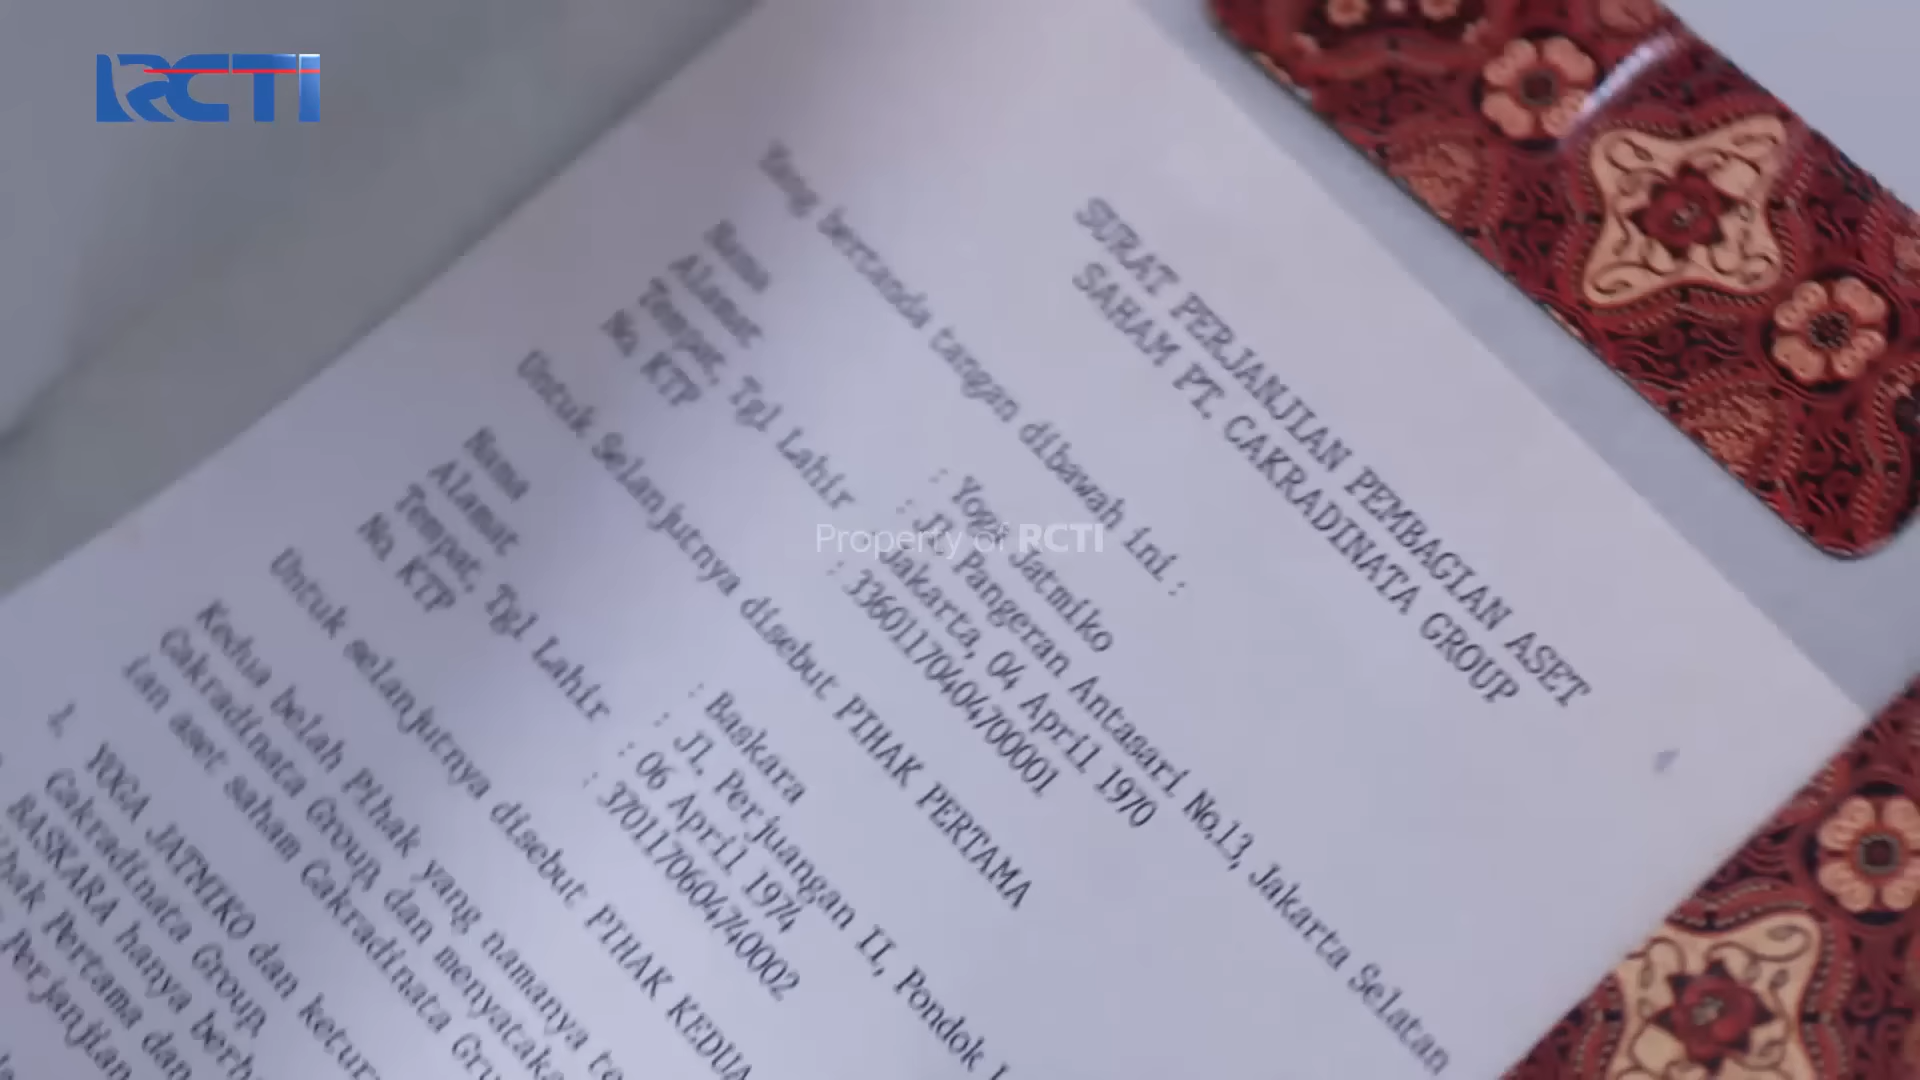 RCTI
SURAT PERJANJIAN PEMBAGIAN ASET
SAHAM PT. CAKRADINATA GROUP
Yang bertanda tangan dibawah ini :
Nama : Yoga Jatmiko
Alamat : Jl. Pangeran Antasari No.13, Jakarta Selatan
Tempat, Tgl Lahir : Jakarta, 04 April 1970
No. KTP : 3360117040470001
Untuk Selanjutnya disebut PIHAK PERTAMA
Nama : Baskara
Alamat : Jl. Perjuangan II, Pondok
Tempat, Tgl Lahir : 06 April 1974
No. KTP : 3701170604740002
Untuk selanjutnya disebut PIHAK KEDUA
Kedua belah Pihak yang namanya
Cakradinata Group, dan menyataka
ian aset saham Cakradinata Gru
1. YOGA JATMIKO dan ketur
Cakradinata Group.
BASKARA hanya berh
Pertama dan
Perjanjian
Property of RCTI